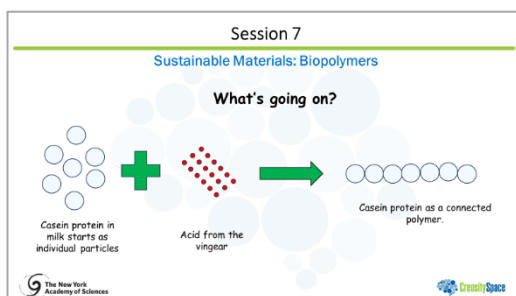 Session 7
Sustainable Materials: Biopolymers
What's going on?
Casein protein in
milk starts as
individual particles
Acid from the
vingear
Casein protein as a connected
polymer.
The New York
Academy of Sciences
CreositySpace